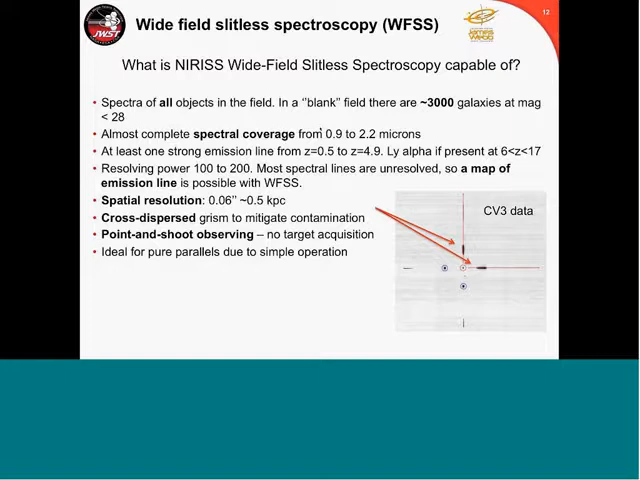 12
JWST
Wide field slitless spectroscopy (WFSS)
What is NIRISS Wide-Field Slitless Spectroscopy capable of?
• Spectra of all objects in the field. In a ‘‘blank’’ field there are ~3000 galaxies at mag
< 28
• Almost complete spectral coverage from 0.9 to 2.2 microns
• At least one strong emission line from z=0.5 to z=4.9. Ly alpha if present at 6<z<17
• Resolving power 100 to 200. Most spectral lines are unresolved, so a map of
emission line is possible with WFSS.
• Spatial resolution: 0.06’’ ~0.5 kpc
• Cross-dispersed grism to mitigate contamination
• Point-and-shoot observing – no target acquisition
• Ideal for pure parallels due to simple operation
CV3 data